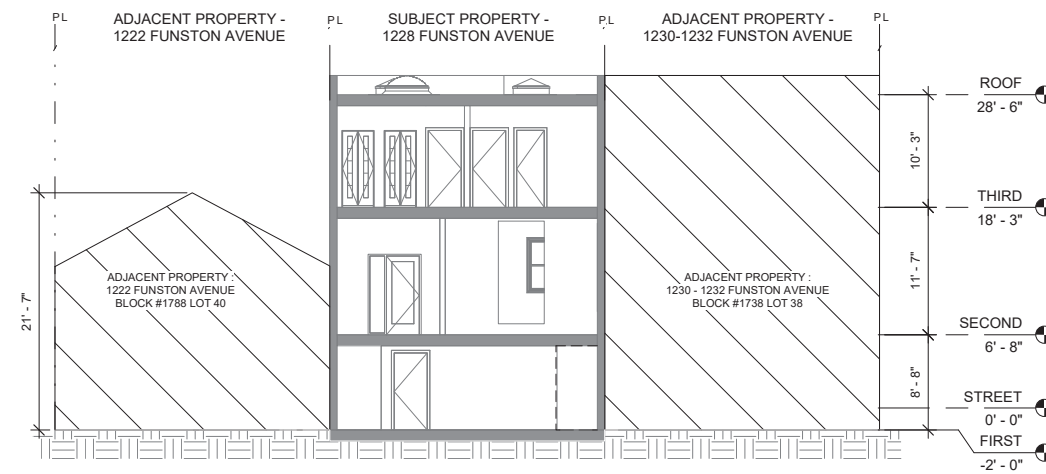 PL
PL
PL
PL
ADJACENT PROPERTY -
1222 FUNSTON AVENUE
SUBJECT PROPERTY -
1228 FUNSTON AVENUE
ADJACENT PROPERTY -
1230-1232 FUNSTON AVENUE
ROOF
28' - 6"
10' - 3"
THIRD
18' - 3"
11' - 7"
ADJACENT PROPERTY :
1222 FUNSTON AVENUE
BLOCK #1788 LOT 40
ADJACENT PROPERTY :
1230 - 1232 FUNSTON AVENUE
BLOCK #1738 LOT 38
21' - 7"
SECOND
6' - 8"
8' - 8"
STREET
0' - 0"
FIRST
-2' - 0"